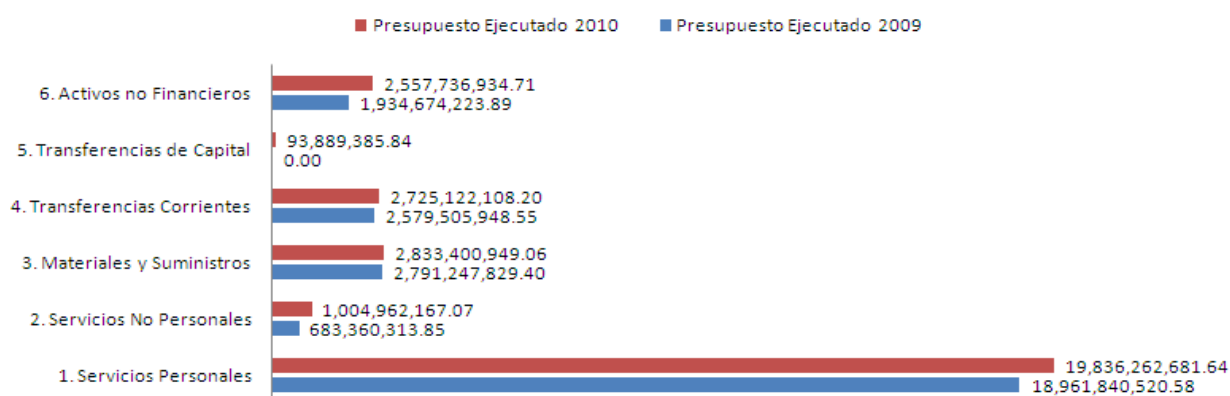 Presupuesto Ejecutado 2010 Presupuesto Ejecutado 2009
6. Activos no Financieros
2,557,736,934.71
1,934,674,223.89
5. Transferencias de Capital
93,889,385.84
0.00
4. Transferencias Corrientes
2,725,122,108.20
2,579,505,948.55
3. Materiales y Suministros
2,833,400,949.06
2,791,247,829.40
2. Servicios No Personales
1,004,962,167.07
683,360,313.85
1. Servicios Personales
19,836,262,681.64
18,961,840,520.58